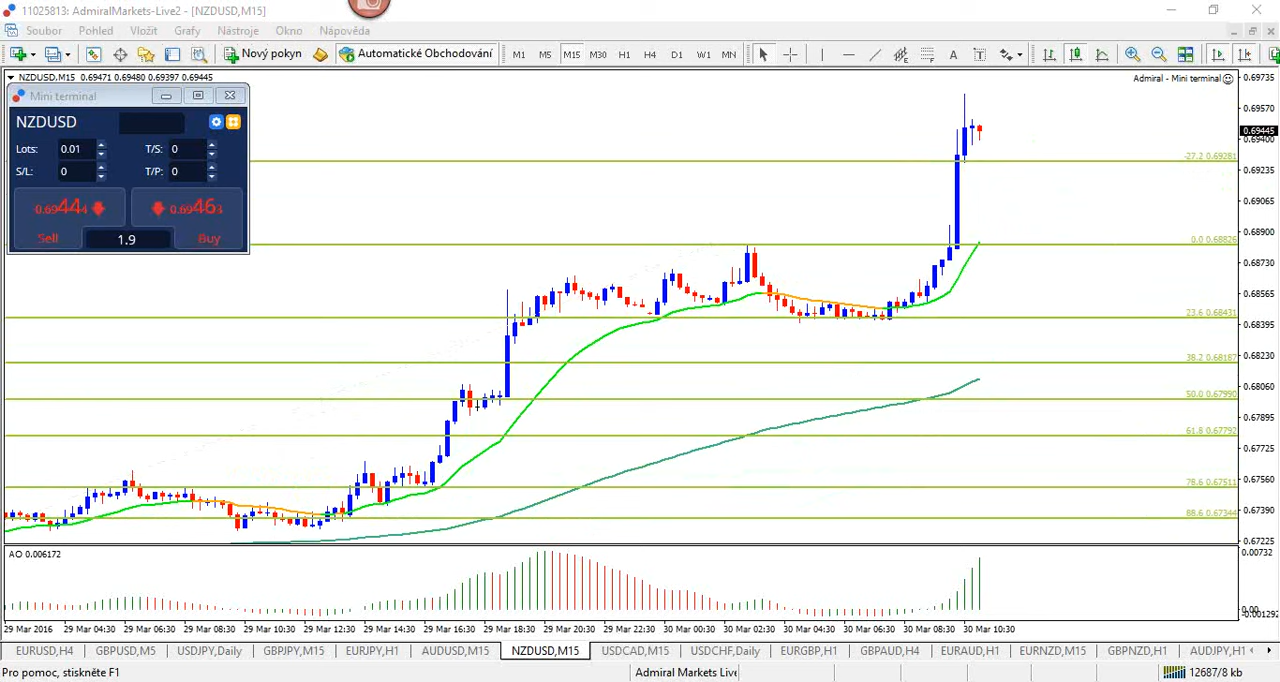 11025813: AdmiralMarkets-Live2 - [NZDUSD,M15]
Soubor Pohled Vložit Grafy Nástroje Okno Nápověda
Nový pokyn Automatické Obchodování M1 M5 M15 M30 H1 H4 D1 W1 MN A T
NZDUSD,M15 0.69471 0.69480 0.69397 0.69445
Admiral - Mini terminal
Mini terminal
NZDUSD
Lots: 0.01 T/S: 0
S/L: 0 T/P: 0
0.69444 0.69463
Sell 1.9 Buy
0.69735
0.69570
0.69445
0.69400
0.69235
0.69065
0.68900
0.68730
0.68565
0.68395
0.68230
0.68060
0.67895
0.67725
0.67560
0.67390
0.67225
-27.2 0.69281
0.0 0.68826
23.6 0.68431
38.2 0.68187
50.0 0.67990
61.8 0.67792
78.6 0.67511
88.6 0.67344
AO 0.006172
0.00732
0.00
-0.001292
29 Mar 2016 29 Mar 04:30 29 Mar 06:30 29 Mar 08:30 29 Mar 10:30 29 Mar 12:30 29 Mar 14:30 29 Mar 16:30 29 Mar 18:30 29 Mar 20:30 29 Mar 22:30 30 Mar 00:30 30 Mar 02:30 30 Mar 04:30 30 Mar 06:30 30 Mar 08:30 30 Mar 10:30
EURUSD,H4 GBPUSD,M5 USDJPY,Daily GBPJPY,M15 EURJPY,H1 AUDUSD,M15 NZDUSD,M15 USDCAD,M15 USDCHF,Daily EURGBP,H1 GBPAUD,H4 EURAUD,H1 EURNZD,M15 GBPNZD,H1 AUDJPY,H1
Pro pomoc, stiskněte F1 Admiral Markets Live 12687/8 kb